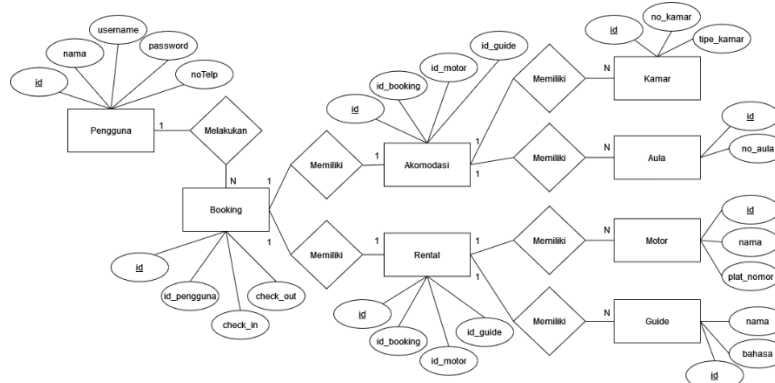 username
nama
password
id
noTelp
Pengguna
1
Melakukan
N
Booking
id
id_pengguna
check_in
check_out
1
Memiliki
1
1
Memiliki
1
id
id_booking
id_motor
id_guide
Akomodasi
1
Memiliki
N
1
Memiliki
N
id
no_kamar
tipe_kamar
Kamar
id
no_aula
Aula
Rental
id
id_booking
id_motor
id_guide
1
Memiliki
N
1
Memiliki
N
Motor
id
nama
plat_nomor
Guide
nama
bahasa
id